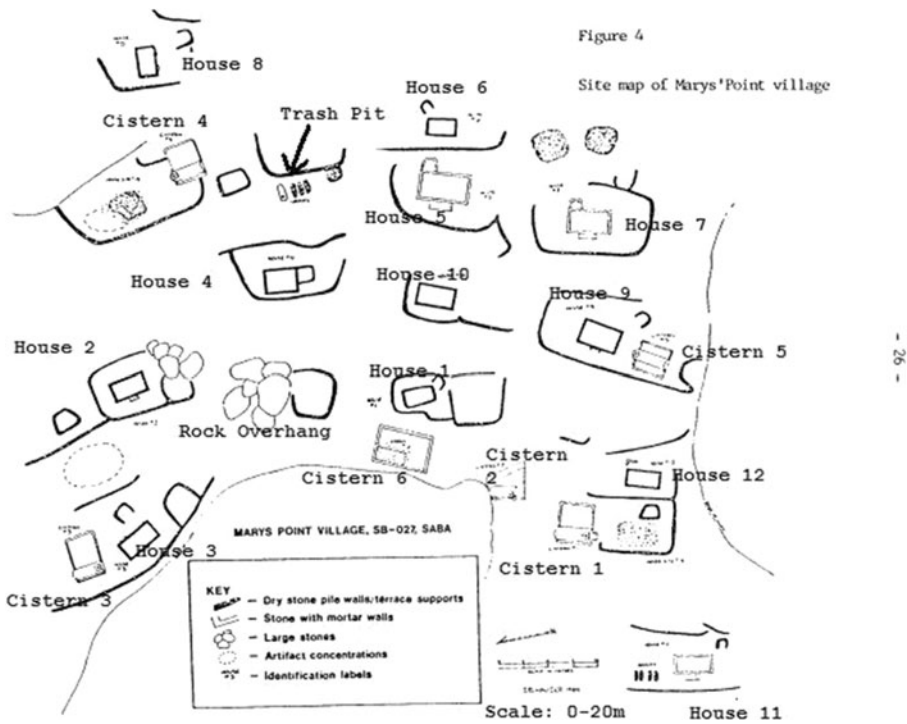 Figure 4
Site map of Marys'Point village
House 8
House 6
Trash Pit
Cistern 4
House 5
House 7
House 4
House 10
House 9
- 26 -
House 2
Cistern 5
House 1
Rock Overhang
Cistern
2
Cistern 6
House 12
MARYS POINT VILLAGE, SB-027, SABA
House 3
Cistern 1
Cistern 3
KEY
— Dry stone pile walls/terrace supports
— Stone with mortar walls
— Large stones
— Artifact concentrations
— Identification labels
Scale: 0-20m
House 11